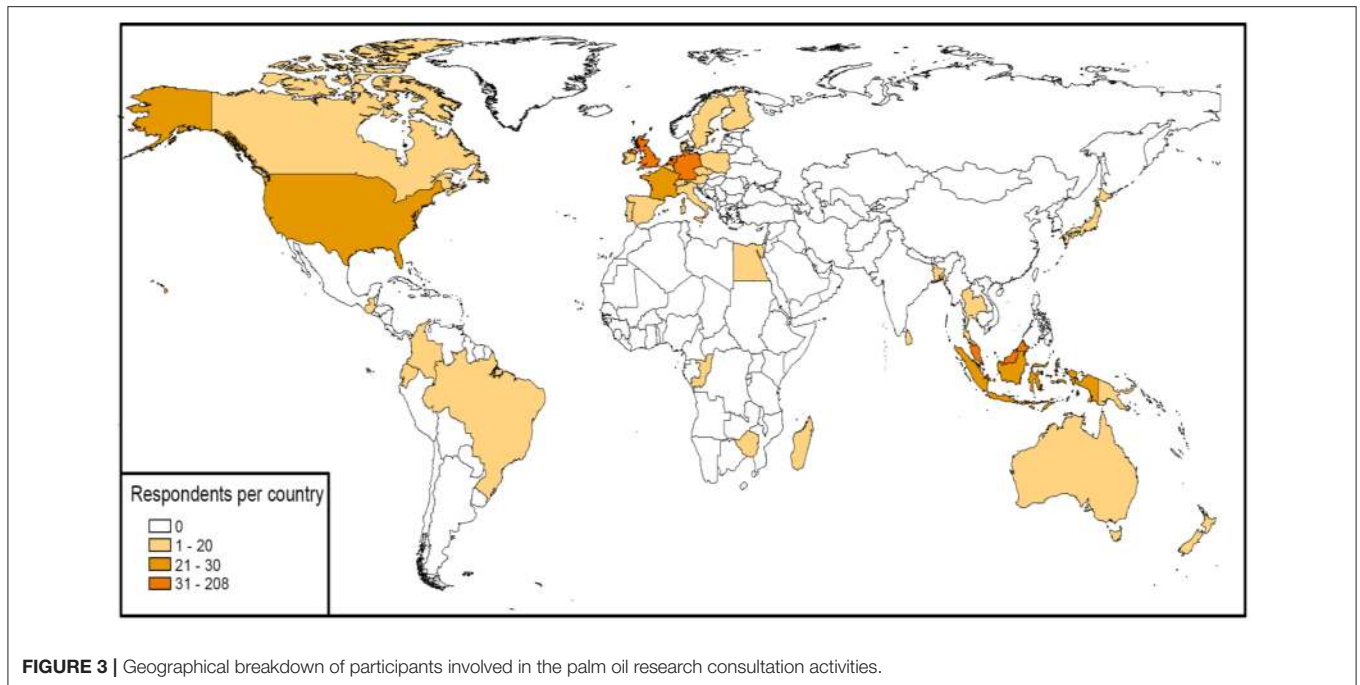 Respondents per country
0
1 - 20
21 - 30
31 - 208
FIGURE 3 | Geographical breakdown of participants involved in the palm oil research consultation activities.